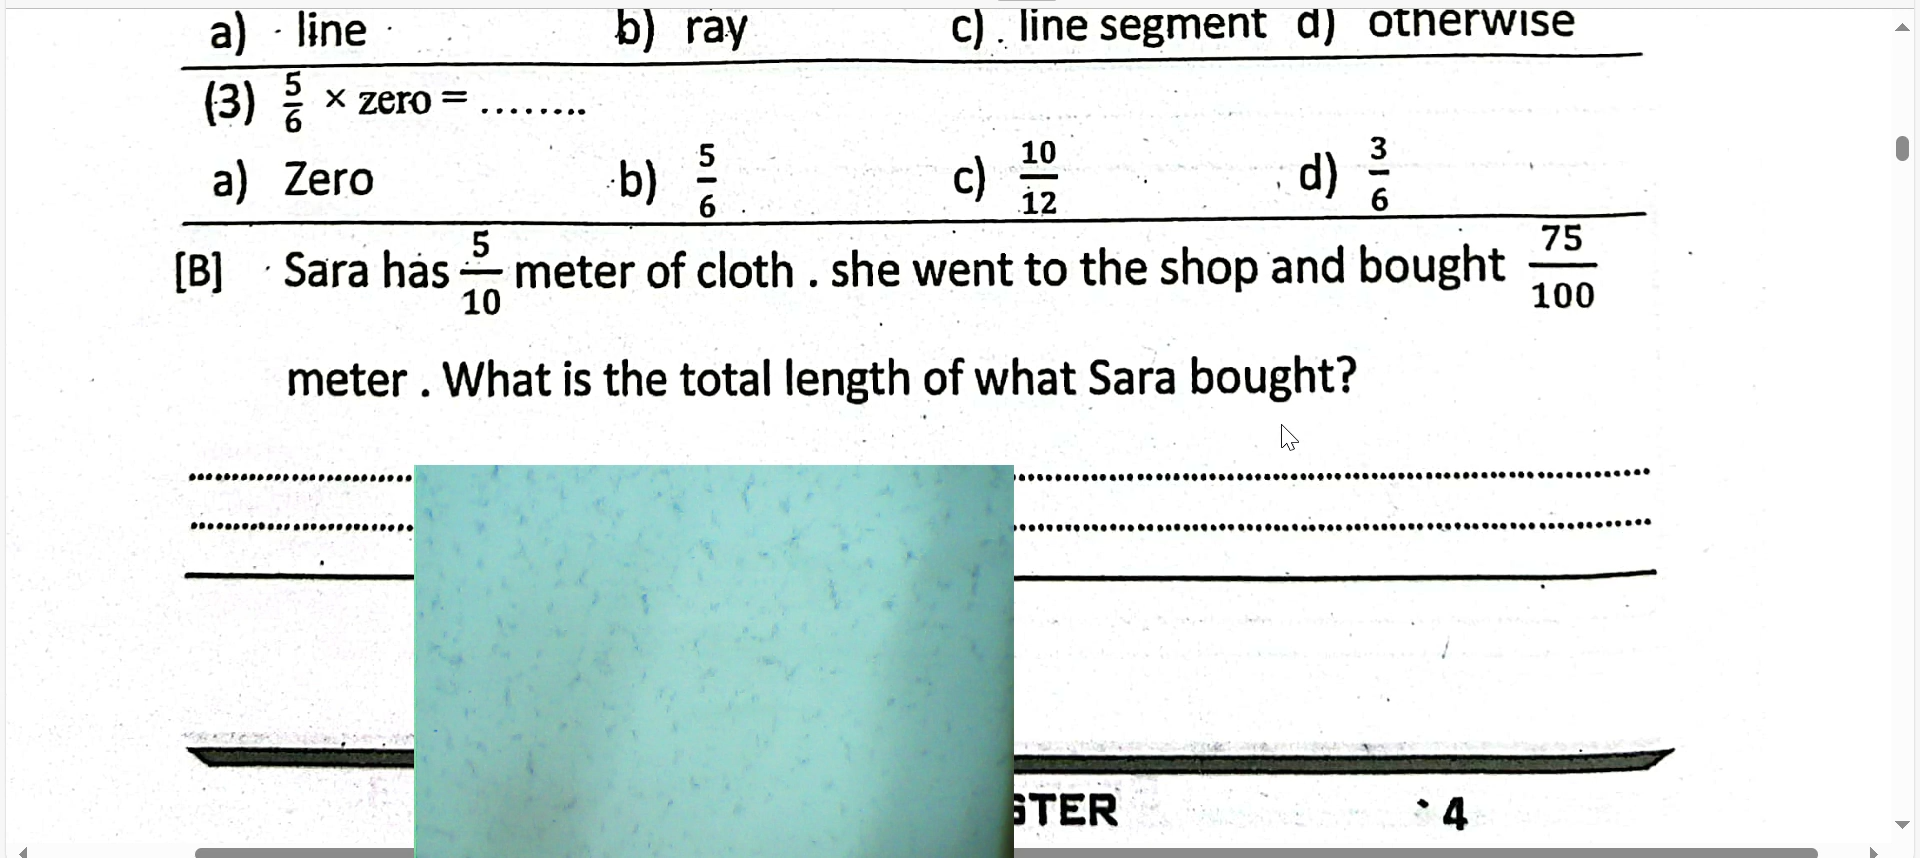 a) line b) ray c) . line segment d) otherwise
(3) 5/6 × zero = ........
a) Zero b) 5/6 c) 10/12 d) 3/6
[B] Sara has 5/10 meter of cloth . she went to the shop and bought 75/100
meter . What is the total length of what Sara bought?
4